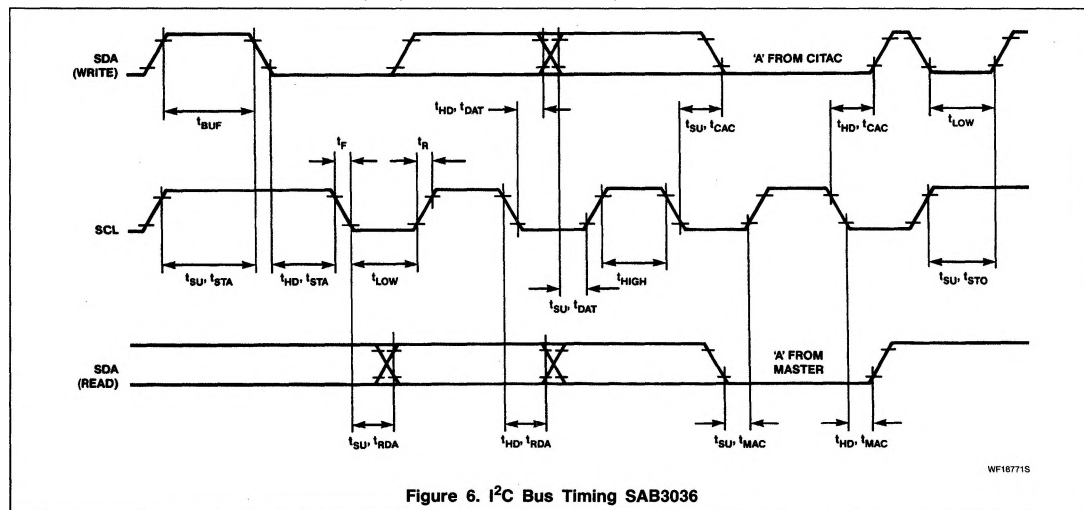 SDA
(WRITE)
'A' FROM CITAC
tHD, tDAT
tSU, tCAC
tHD, tCAC
tLOW
tBUF
tF
tR
SCL
tSU, tSTA
tHD, tSTA
tLOW
tHIGH
tSU, tSTO
tSU, tDAT
SDA
(READ)
'A' FROM
MASTER
tSU, tRDA
tHD, tRDA
tSU, tMAC
tHD, tMAC
WF18771S
Figure 6. I²C Bus Timing SAB3036